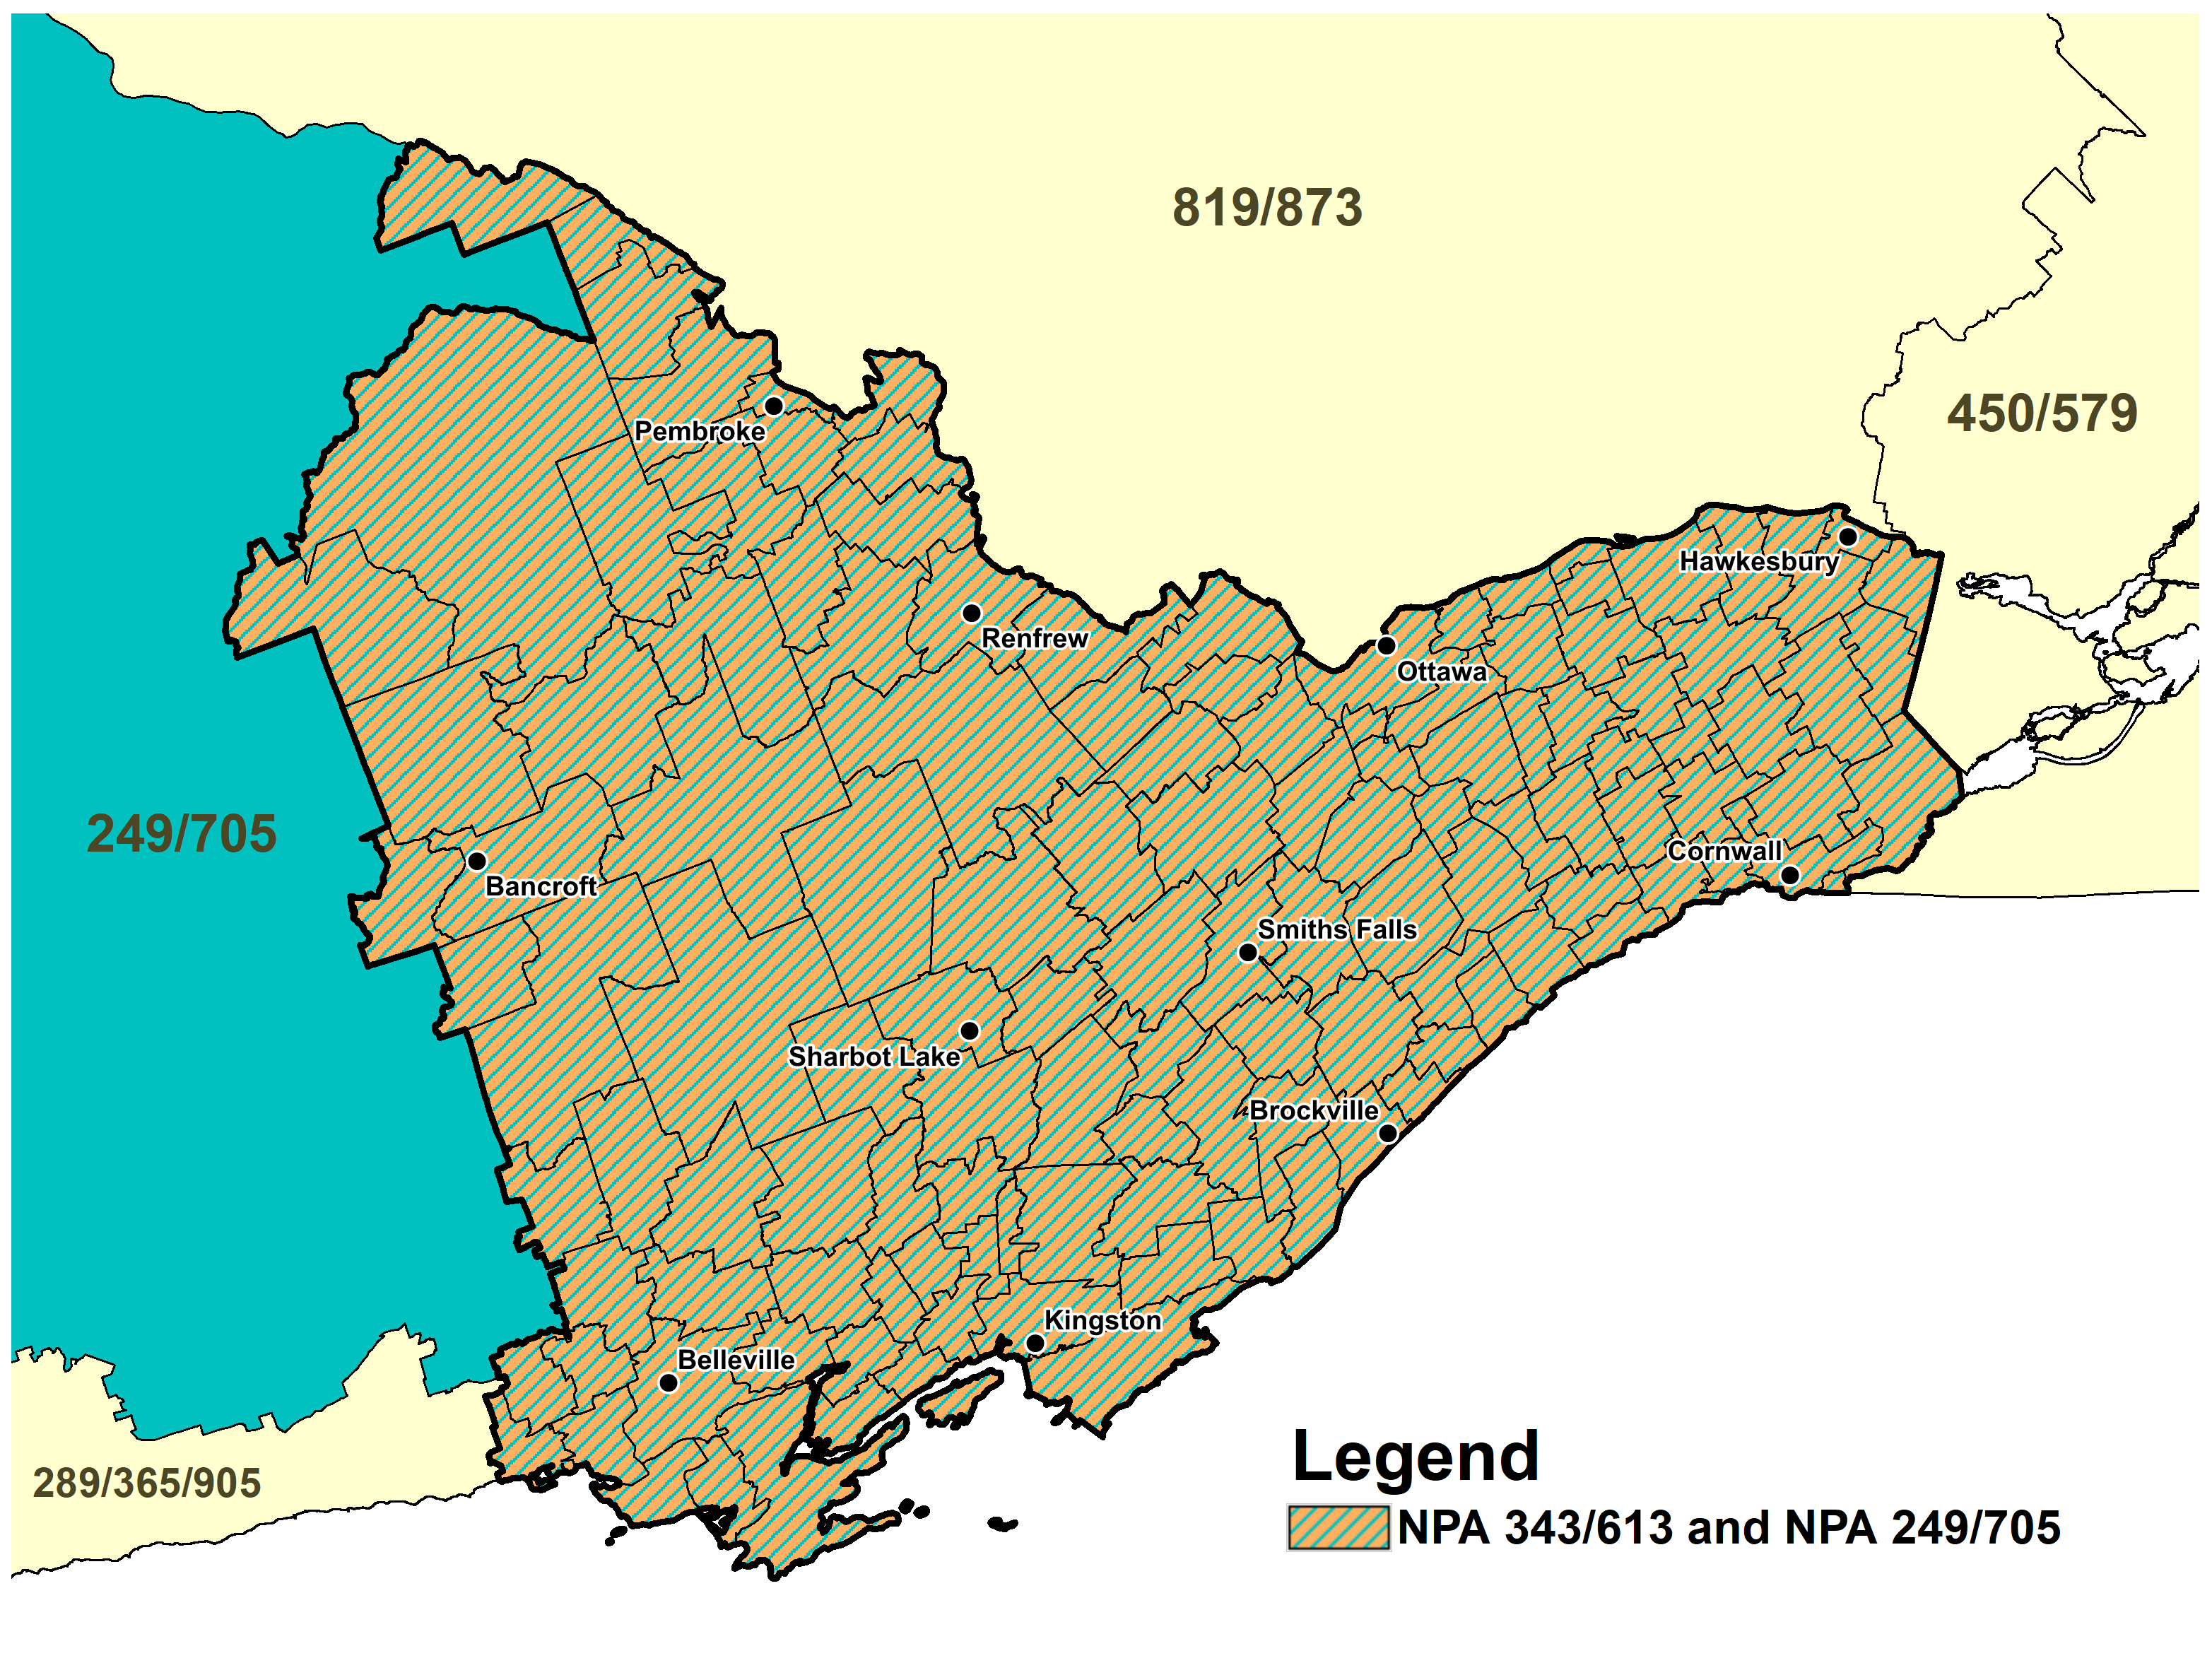 819/873
450/579
Pembroke
Hawkesbury
Renfrew
Ottawa
249/705
Cornwall
Bancroft
Smiths Falls
Sharbot Lake
Brockville
Kingston
Belleville
289/365/905
Legend
NPA 343/613 and NPA 249/705